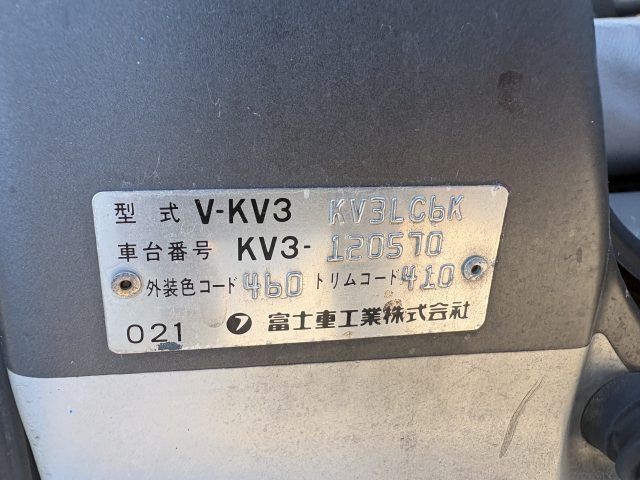 型式 V-KV3 KV3LC6K
車台番号 KV3-120570
外装色コード 460 トリムコード 410
021 フ 富士重工業株式会社